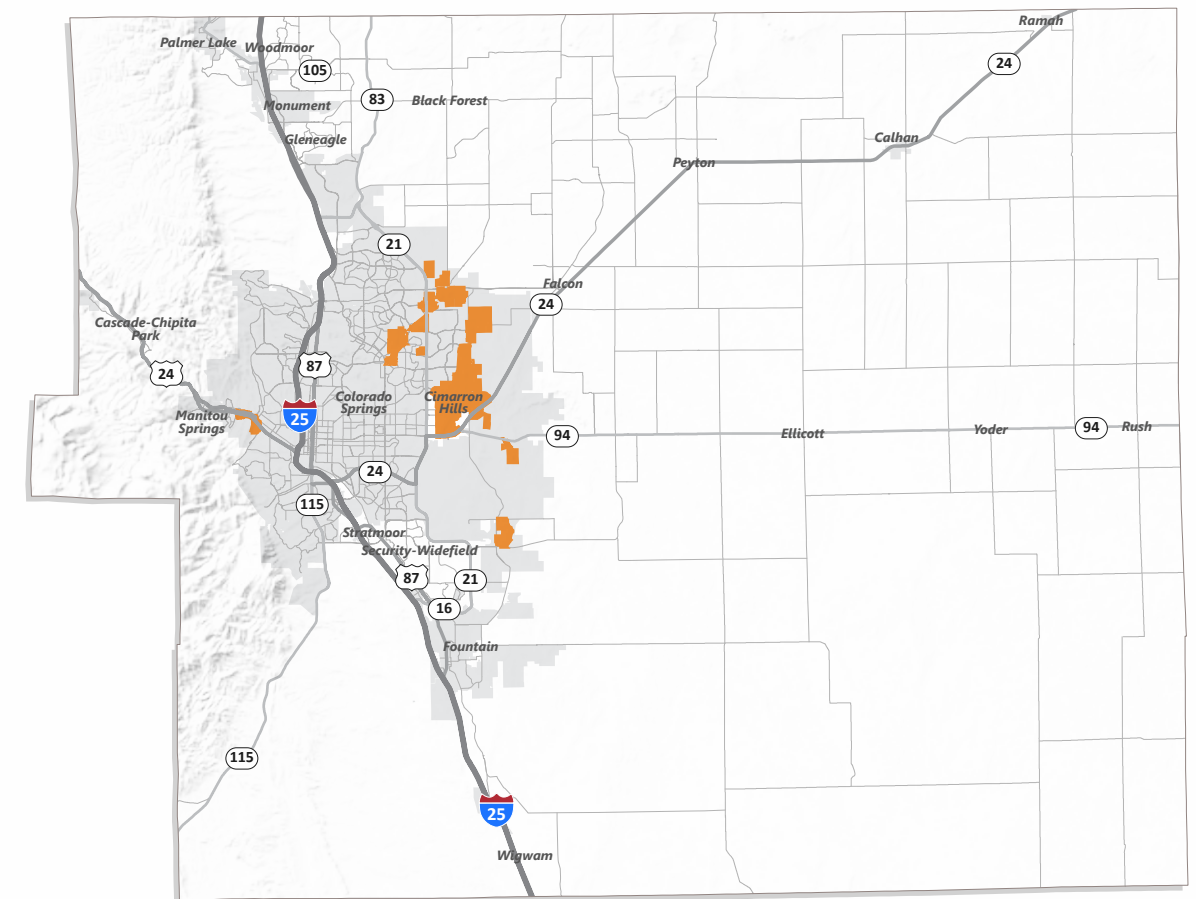 Ramah
Palmer Lake
Woodmoor
24
105
83
Black Forest
Monument
Gleneagle
Calhan
Peyton
21
Falcon
24
Cascade-Chipita
Park
87
24
Colorado
Springs
Cimarron
Hills
Manitou
Springs
25
94
Ellicott
Yoder
94
Rush
24
115
Stratmoor
Security-Widefield
87
21
16
Fountain
115
25
Wigwam